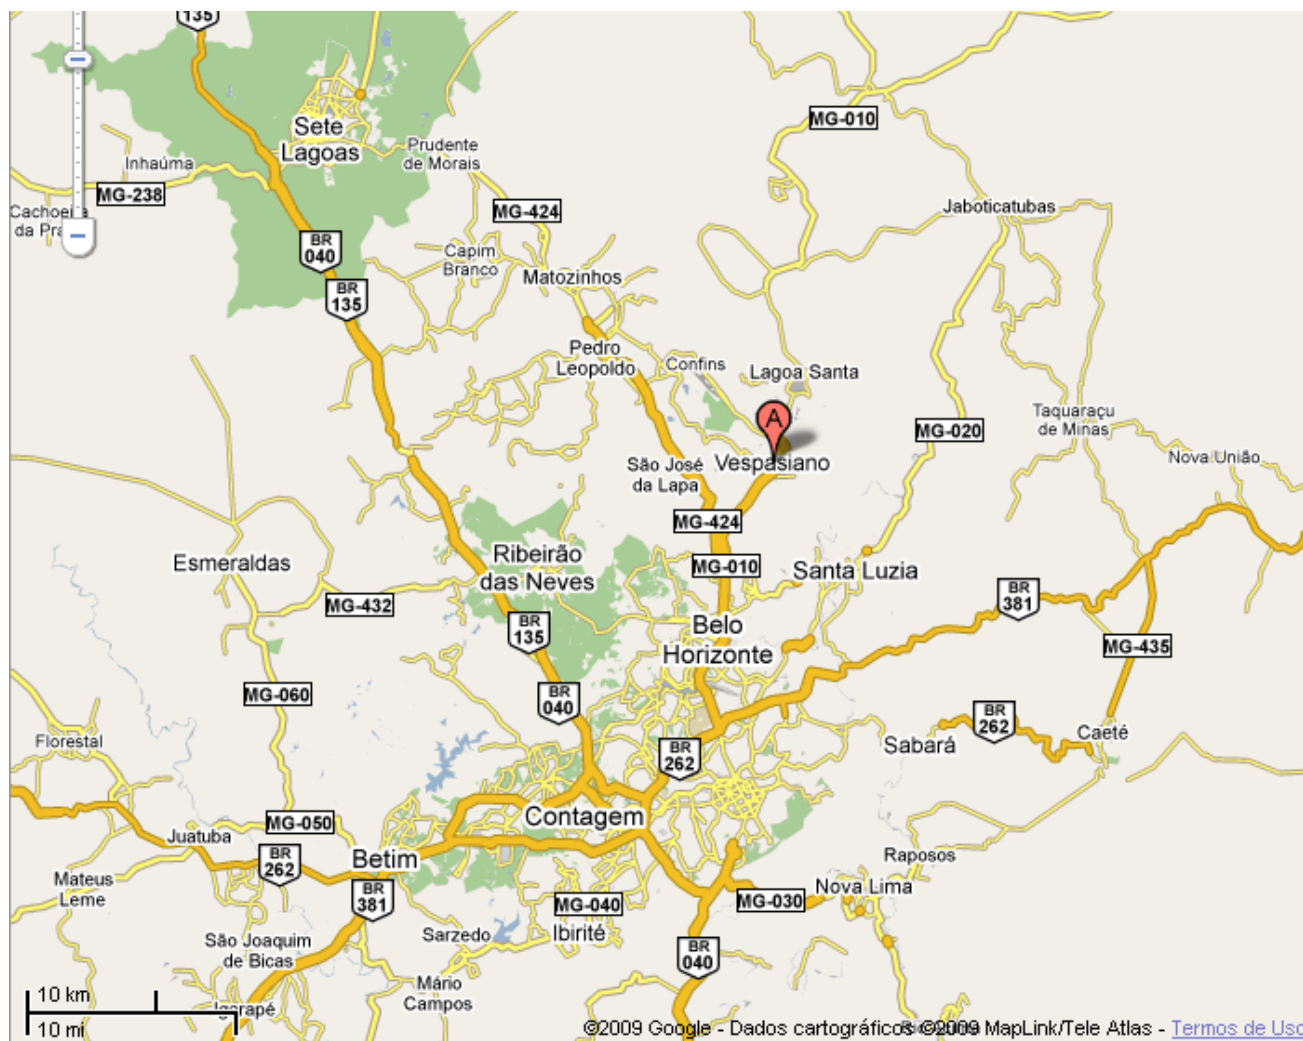 135
MG-010
Sete
Lagoas
Prudente
de Morais
Inhaúma
MG-238
Cachoeira
da Pra
MG-424
Jaboticatubas
BR
040
Capim
Branco
Matozinhos
BR
135
Pedro
Leopoldo
Confins
Lagoa Santa
A
Taquaraçu
de Minas
MG-020
Nova União
São José
da Lapa
Vespasiano
MG-424
Esmeraldas
Ribeirão
das Neves
MG-010
Santa Luzia
MG-432
BR
381
BR
135
Belo
Horizonte
MG-435
MG-060
BR
040
Florestal
BR
262
Sabará
BR
262
Caeté
Contagem
MG-050
Juatuba
BR
262
Betim
Raposos
Mateus
Leme
BR
381
MG-040
MG-030
Nova Lima
São Joaquim
de Bicas
Sarzedo
Ibirité
BR
040
Mário
Campos
Igarapé
10 km
10 mi
©2009 Google - Dados cartográficos ©2009 MapLink/Tele Atlas - Termos de Uso